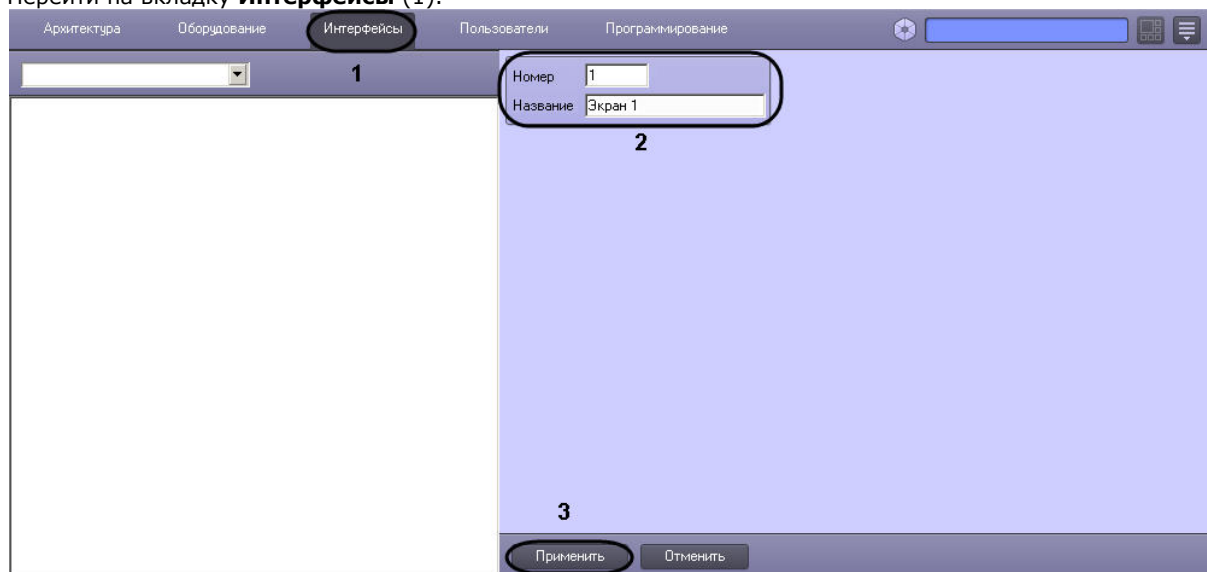 Перейти на вкладку Интерфейсы (1).
Архитектура Оборудование Интерфейсы Пользователи Программирование
1
Номер 1
Название Экран 1
2
3
Применить Отменить